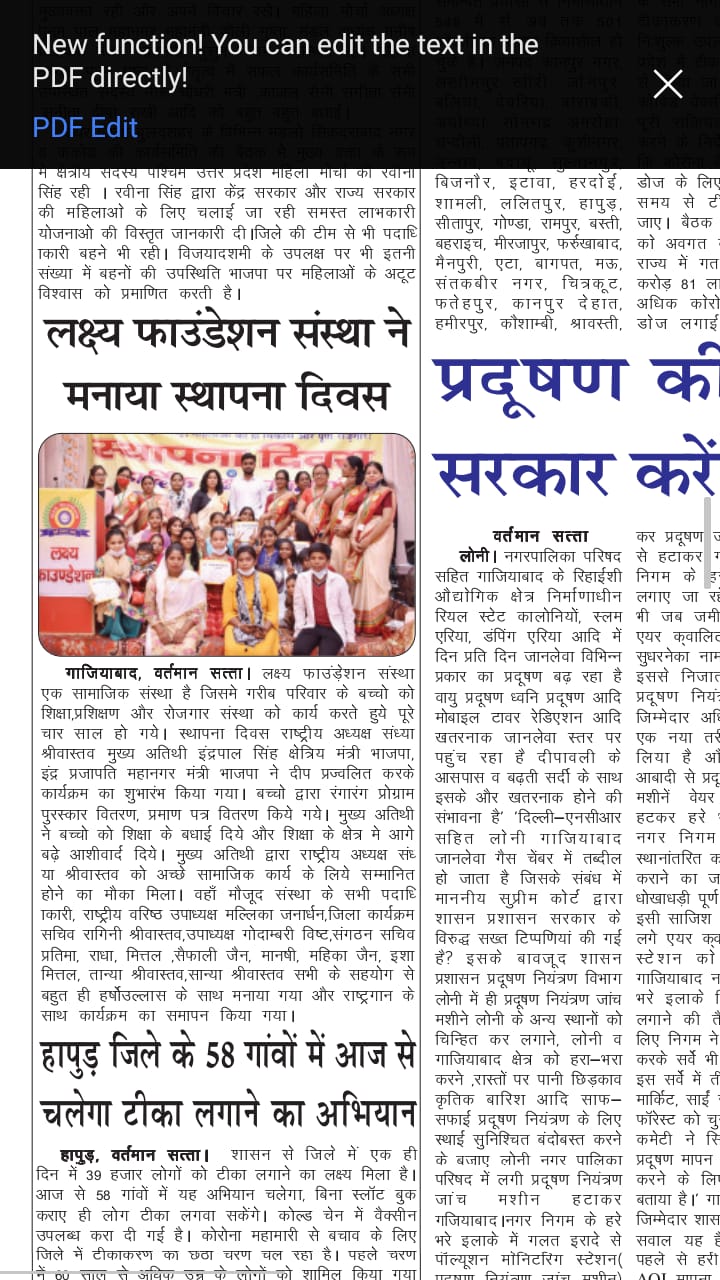 New function! You can edit the text in the
PDF directly!
PDF Edit
में क्षेत्रीय सदस्य पश्चिम उत्तर प्रदेश महिला मोर्चा की रवीना
सिंह रही । रवीना सिंह द्वारा केंद्र सरकार और राज्य सरकार
की महिलाओ के लिए चलाई जा रही समस्त लाभकारी
योजनाओ की विस्तृत जानकारी दी।जिले की टीम से भी पदाधि
ाकारी बहने भी रही। विजयादशमी के उपलक्ष पर भी इतनी
संख्या में बहनों की उपस्थिति भाजपा पर महिलाओं के अटूट
विश्वास को प्रमाणित करती है।
लक्ष्य फाउंडेशन संस्था ने
मनाया स्थापना दिवस
स्थापना दिवस
लक्ष्य
फाउण्डेशन
गाजियाबाद, वर्तमान सत्ता। लक्ष्य फाउंड़ेशन संस्था
एक सामाजिक संस्था है जिसमे गरीब परिवार के बच्चो को
शिक्षा,प्रशिक्षण और रोजगार संस्था को कार्य करते हुये पूरे
चार साल हो गये। स्थापना दिवस राष्ट्रीय अध्यक्ष संध्या
श्रीवास्तव मुख्य अतिथी इंद्रपाल सिंह क्षेत्रिय मंत्री भाजपा,
इंद्र प्रजापति महानगर मंत्री भाजपा ने दीप प्रज्वलित करके
कार्यक्रम का शुभारंभ किया गया। बच्चो द्वारा रंगारंग प्रोग्राम
पुरस्कार वितरण, प्रमाण पत्र वितरण किये गये। मुख्य अतिथी
ने बच्चो को शिक्षा के बधाई दिये और शिक्षा के क्षेत्र मे आगे
बढ़े आशीवार्द दिये। मुख्य अतिथी द्वारा राष्ट्रीय अध्यक्ष संध
या श्रीवास्तव को अच्छे सामाजिक कार्य के लिये सम्मानित
होने का मौका मिला। वहाँ मौजूद संस्था के सभी पदाधि
ाकारी, राष्ट्रीय वरिष्ठ उपाध्यक्ष मल्लिका जनार्धन,जिला कार्यक्रम
सचिव रागिनी श्रीवास्तव,उपाध्यक्ष गोदाम्बरी विष्ट,संगठन सचिव
प्रतिमा, राधा, मित्तल ,सैफाली जैन, मानषी, महिका जैन, इशा
मित्तल, तान्या श्रीवास्तव,सान्या श्रीवास्तव सभी के सहयोग से
बहुत ही हर्षोउल्लास के साथ मनाया गया और राष्ट्रगान के
साथ कार्यक्रम का समापन किया गया।
हापुड़ जिले के 58 गांवों में आज से
चलेगा टीका लगाने का अभियान
हापुड़, वर्तमान सत्ता। शासन से जिले में एक ही
दिन में 39 हजार लोगों को टीका लगाने का लक्ष्य मिला है।
आज से 58 गांवों में यह अभियान चलेगा, बिना स्लॉट बुक
कराए ही लोग टीका लगवा सकेंगे। कोल्ड चेन में वैक्सीन
उपलब्ध करा दी गई है। कोरोना महामारी से बचाव के लिए
जिले में टीकाकरण का छठा चरण चल रहा है। पहले चरण
में 60 साल से अधिक उम्र के लोगों को शामिल किया गया
बिजनौर, इटावा, हरदोई,
शामली, ललितपुर, हापुड़,
सीतापुर, गोण्डा, रामपुर, बस्ती,
बहराइच, मीरजापुर, फर्रुखाबाद,
मैनपुरी, एटा, बागपत, मऊ,
संतकबीर नगर, चित्रकूट,
फतेहपुर, कानपुर देहात,
हमीरपुर, कौशाम्बी, श्रावस्ती,
डोज के लिए
समय से टी
जाए। बैठक
को अवगत
राज्य में गत
करोड़ 81 ला
अधिक कोरो
डोज लगाई
प्रदूषण की
सरकार करें
वर्तमान सत्ता
लोनी। नगरपालिका परिषद
सहित गाजियाबाद के रिहाईशी
औद्योगिक क्षेत्र निर्माणाधीन
रियल स्टेट कालोनियों, स्लम
एरिया, डंपिंग एरिया आदि में
दिन प्रति दिन जानलेवा विभिन्न
प्रकार का प्रदूषण बढ़ रहा है
वायु प्रदूषण ध्वनि प्रदूषण आदि
मोबाइल टावर रेडिएशन आदि
खतरनाक जानलेवा स्तर पर
पहुंच रहा है दीपावली के
आसपास व बढ़ती सर्दी के साथ
इसके और खतरनाक होने की
संभावना है' 'दिल्ली–एनसीआर
सहित लोनी गाजियाबाद
जानलेवा गैस चेंबर में तब्दील
हो जाता है जिसके संबंध में
माननीय सुप्रीम कोर्ट द्वारा
शासन प्रशासन सरकार के
विरुद्ध सख्त टिप्पणियां की गई
है? इसके बावजूद शासन
प्रशासन प्रदूषण नियंत्रण विभाग
लोनी में ही प्रदूषण नियंत्रण जांच
मशीने लोनी के अन्य स्थानों को
चिन्हित कर लगाने, लोनी व
गाजियाबाद क्षेत्र को हरा–भरा
करने ,रास्तों पर पानी छिड़काव
कृतिक बारिश आदि साफ–
सफाई प्रदूषण नियंत्रण के लिए
स्थाई सुनिश्चित बंदोबस्त करने
के बजाए लोनी नगर पालिका
परिषद में लगी प्रदूषण नियंत्रण
जांच मशीन हटाकर
गाजियाबाद।नगर निगम के हरे
भरे इलाके में गलत इरादे से
पॉल्यूशन मॉनिटरिंग स्टेशन(
प्रदूषण नियंत्रण जांच मशीन)
कर प्रदूषण ज
से हटाकर ग
निगम के ह
लगाए जा रहे
भी जब जमी
एयर क्वालि
सुधरनेका नाम
इससे निजात
प्रदूषण नियं
जिम्मेदार अधि
एक नया तरी
लिया है औ
आबादी से प्रदू
मशीनें वेयर
हटकर हरे
नगर निगम
स्थानांतरित क
कराने का ज
धोखाधड़ी पूर्ण
इसी साजिश
लगे एयर क्व
स्टेशन को
गाजियाबाद न
भरे इलाके
लगाने की तै
लिए निगम ने
करके सर्वे भी
इस सर्वे में ती
मार्किट, साईं
फॉरेस्ट को चु
कमेटी ने रि
प्रदूषण मापन
करने के लिए
बताया है।' गा
जिम्मेदार शास
सवाल यह है
पहले से हरी